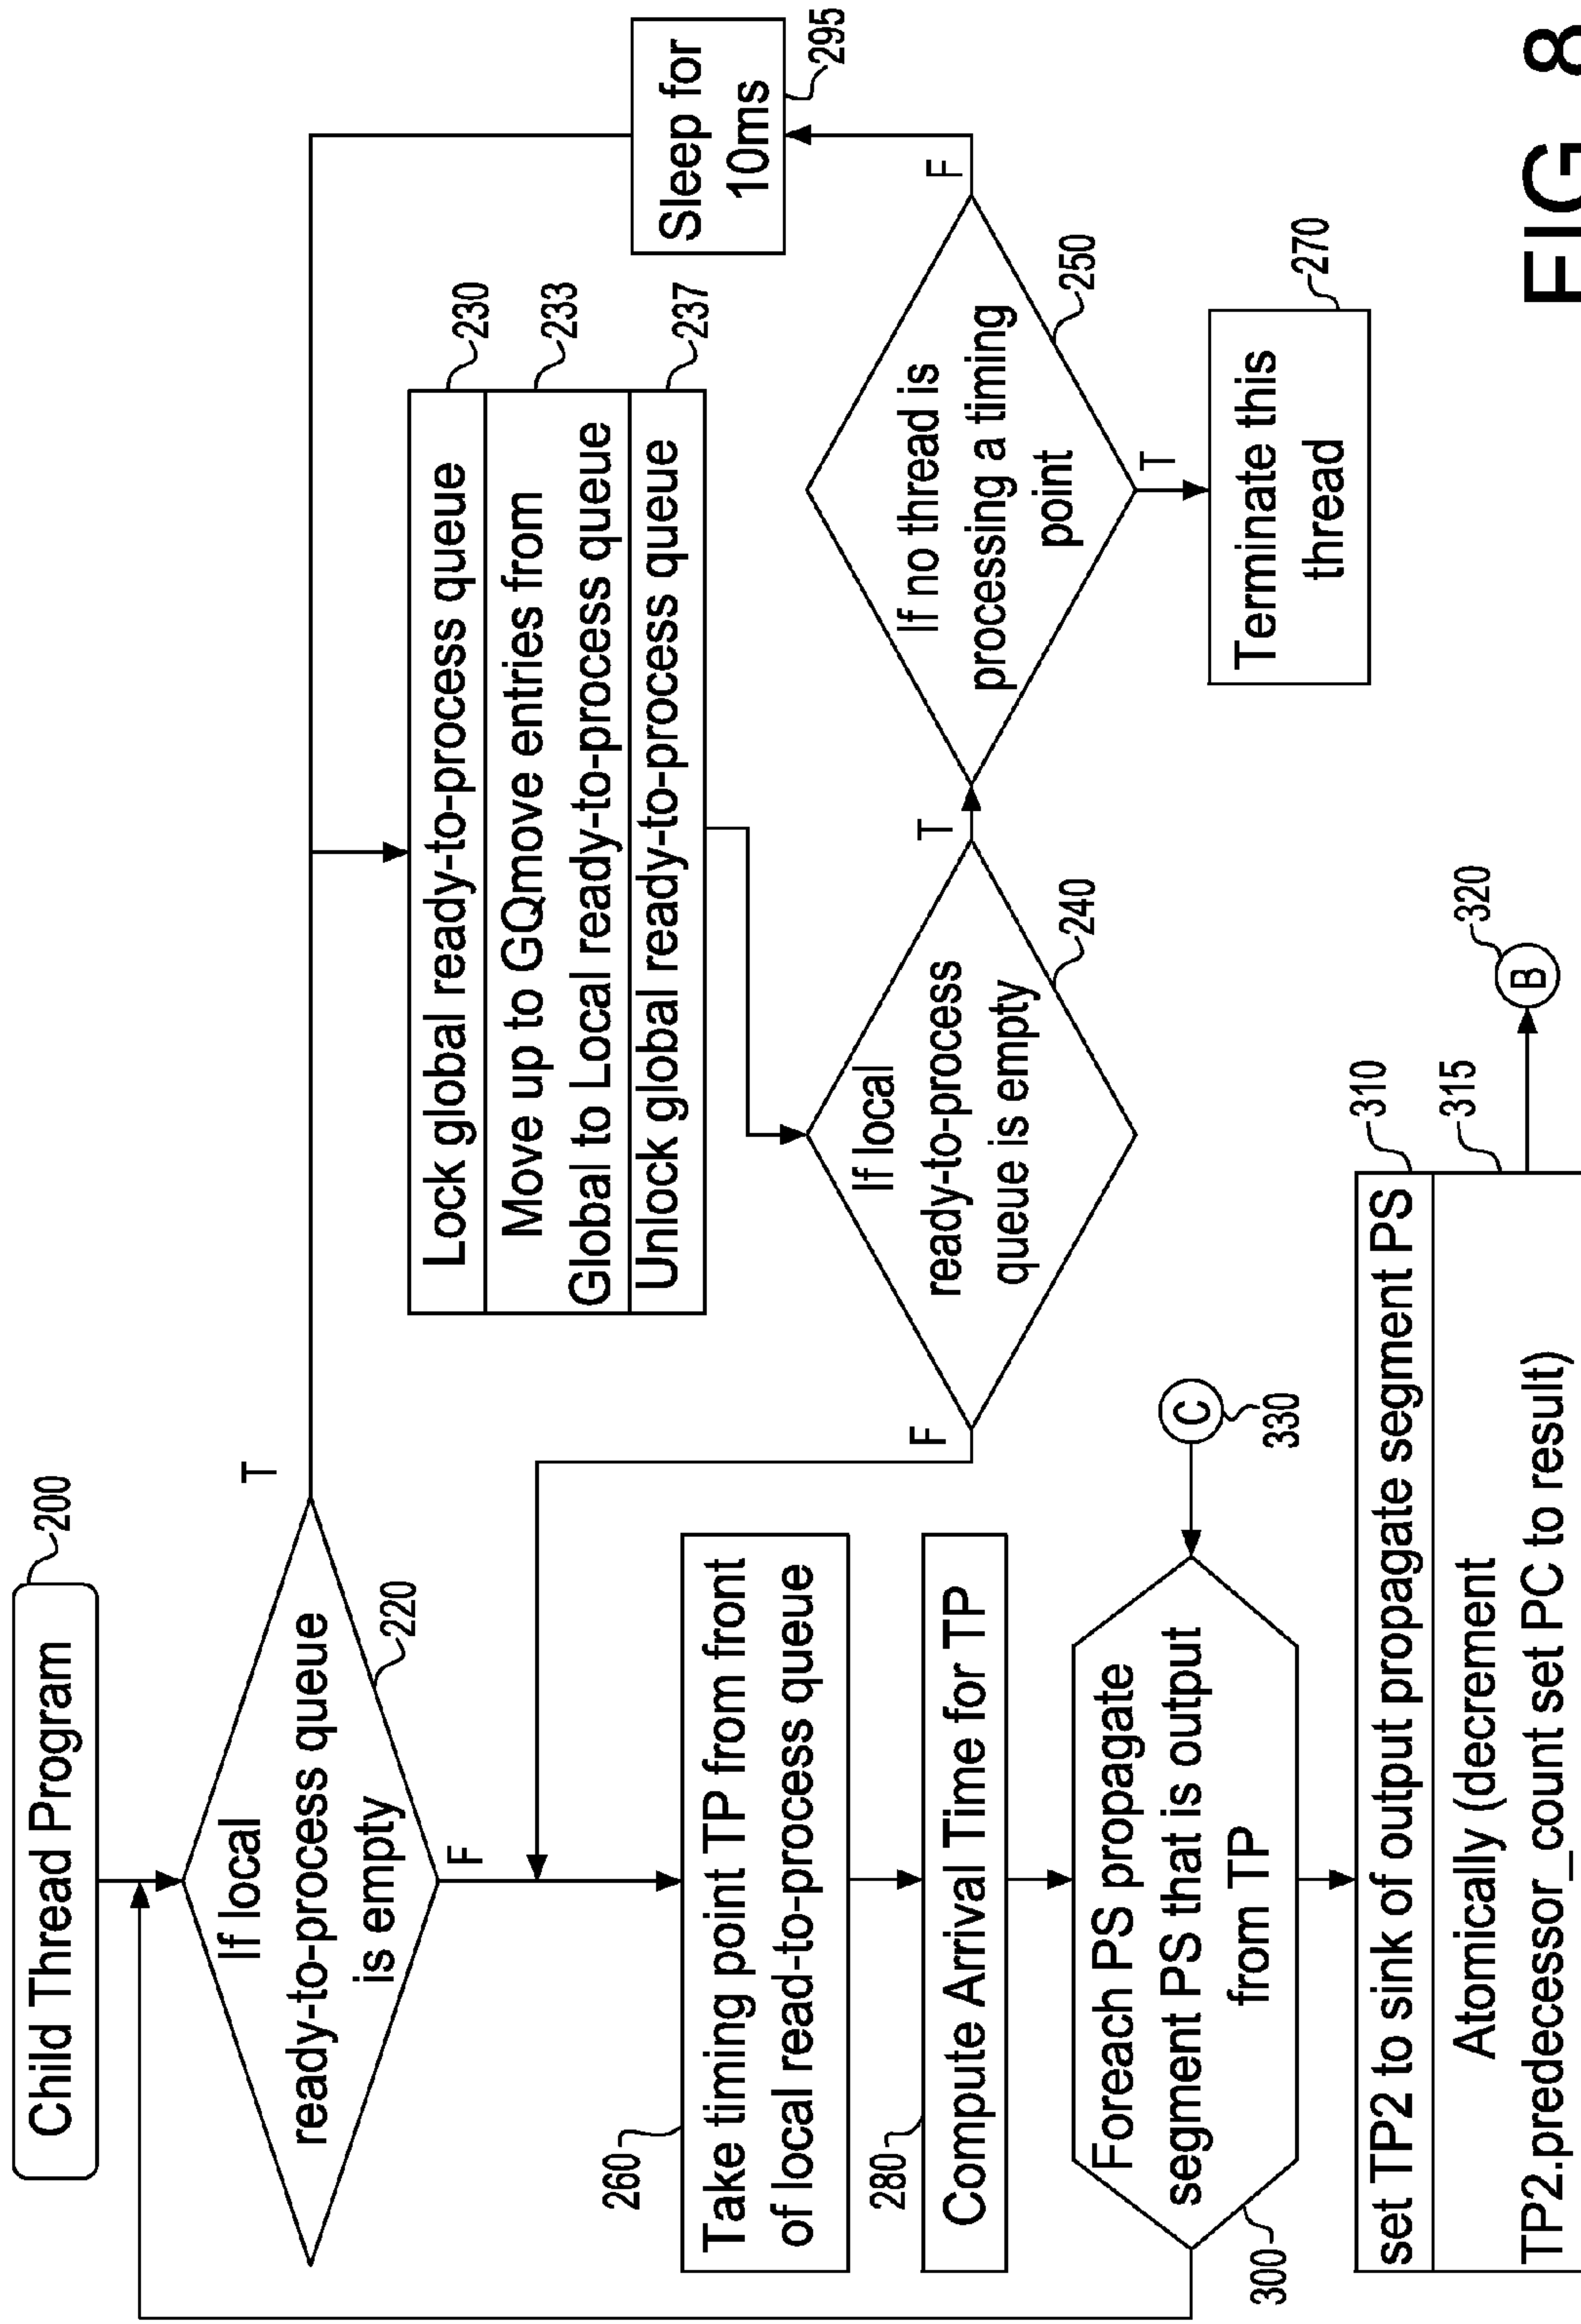 Child Thread Program
200
If local
ready-to-process queue
is empty
220
T
F
Lock global ready-to-process queue
230
Move up to GQmove entries from
Global to Local ready-to-process queue
233
Unlock global ready-to-process queue
237
Sleep for
10ms
295
If local
ready-to-process
queue is empty
240
F
T
If no thread is
processing a timing
point
250
F
T
Terminate this
thread
270
260
Take timing point TP from front
of local read-to-process queue
280
Compute Arrival Time for TP
Foreach PS propagate
segment PS that is output
from TP
300
C
330
set TP2 to sink of output propagate segment PS
310
Atomically (decrement
TP2.predecessor_count set PC to result)
315
B
320
FIG 8